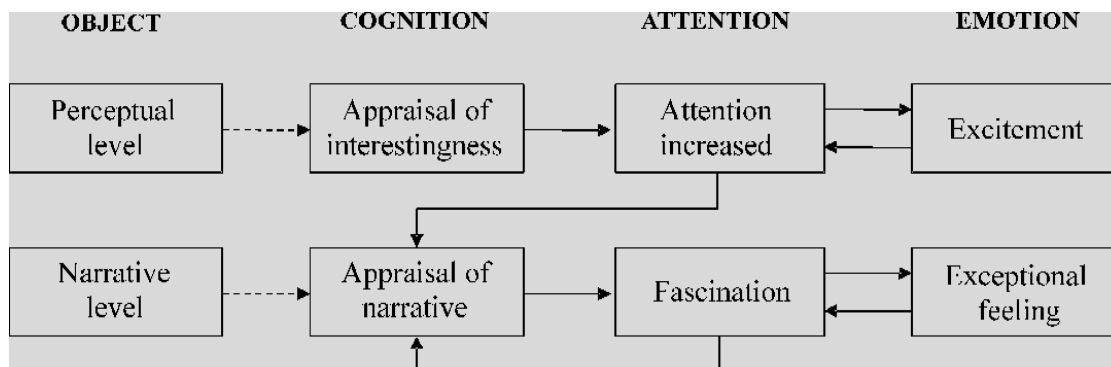 OBJECT COGNITION ATTENTION EMOTION
Perceptual
level
Appraisal of
interestingness
Attention
increased
Excitement
Narrative
level
Appraisal of
narrative
Fascination
Exceptional
feeling